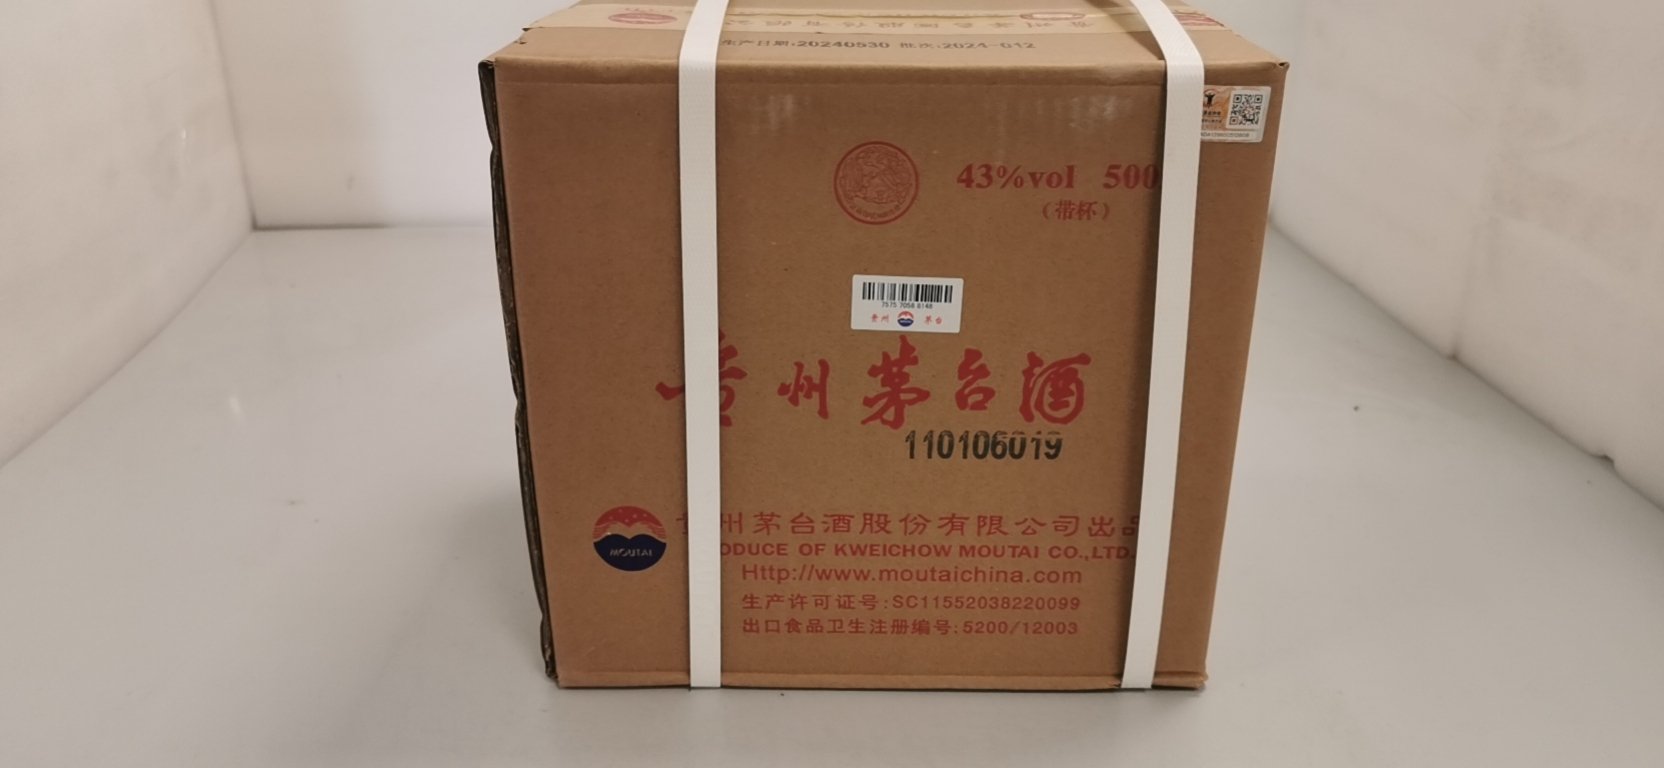 生产日期:20240530 批次:2024-012
43%vol 500
(带杯)
7575 7058 8148
贵州 茅台
贵州茅台酒
110106019
MOUTAI
州茅台酒股份有限公司出品
ODUCE OF KWEICHOW MOUTAI CO.,LTD.
Http://www.moutaichina.com
生产许可证号:SC11552038220099
出口食品卫生注册编号:5200/12003